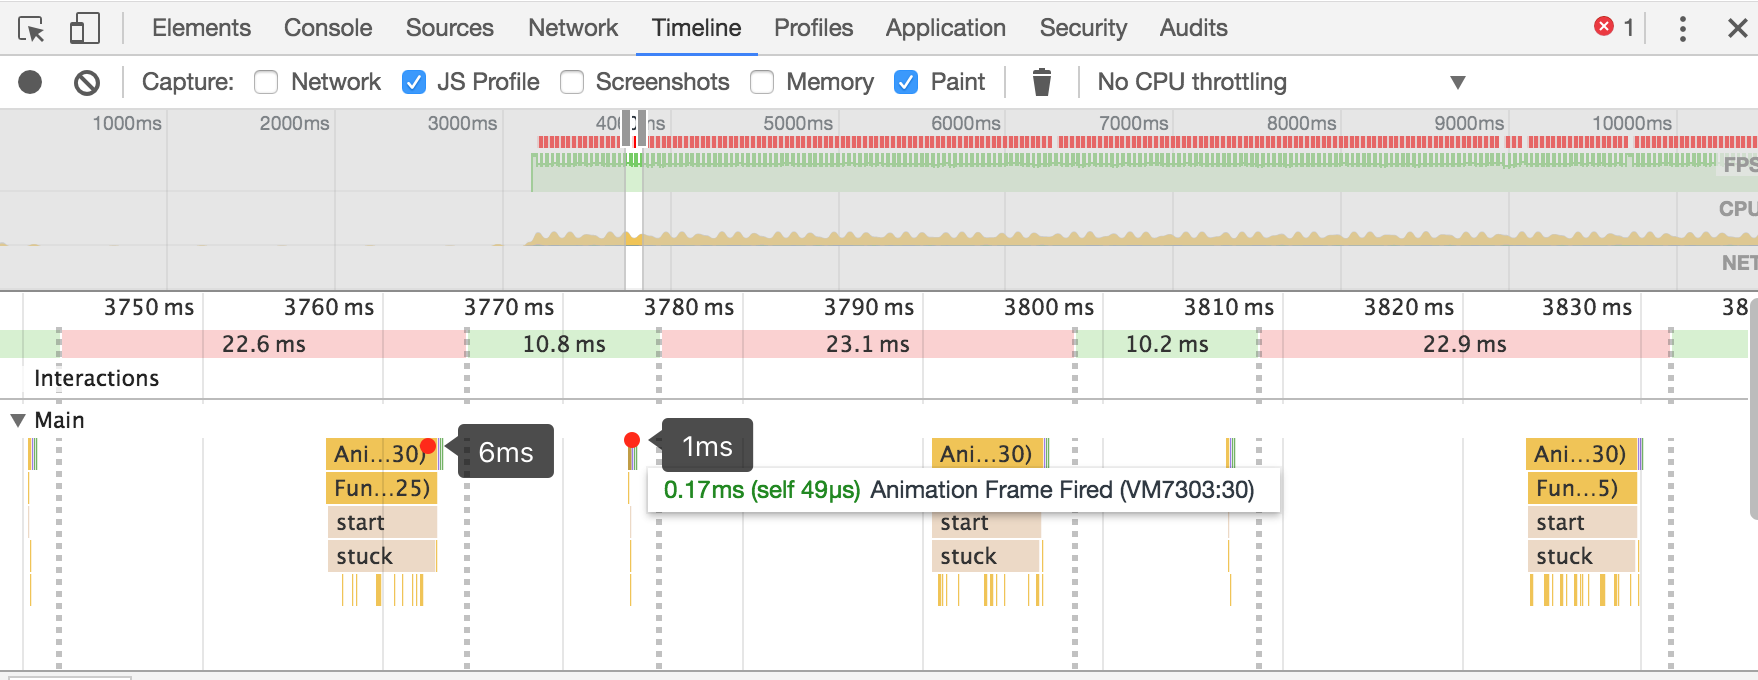 Elements Console Sources Network Timeline Profiles Application Security Audits 1
Capture: Network JS Profile Screenshots Memory Paint No CPU throttling
1000ms 2000ms 3000ms 5000ms 6000ms 7000ms 8000ms 9000ms 10000ms
FPS
CPU
NET
3750 ms 3760 ms 3770 ms 3780 ms 3790 ms 3800 ms 3810 ms 3820 ms 3830 ms 38
22.6 ms 10.8 ms 23.1 ms 10.2 ms 22.9 ms
Interactions
Main
Ani...30) 6ms 1ms Ani...30) Ani...30)
Fun...25) 0.17ms (self 49μs) Animation Frame Fired (VM7303:30) Fun...5)
start start start
stuck stuck stuck